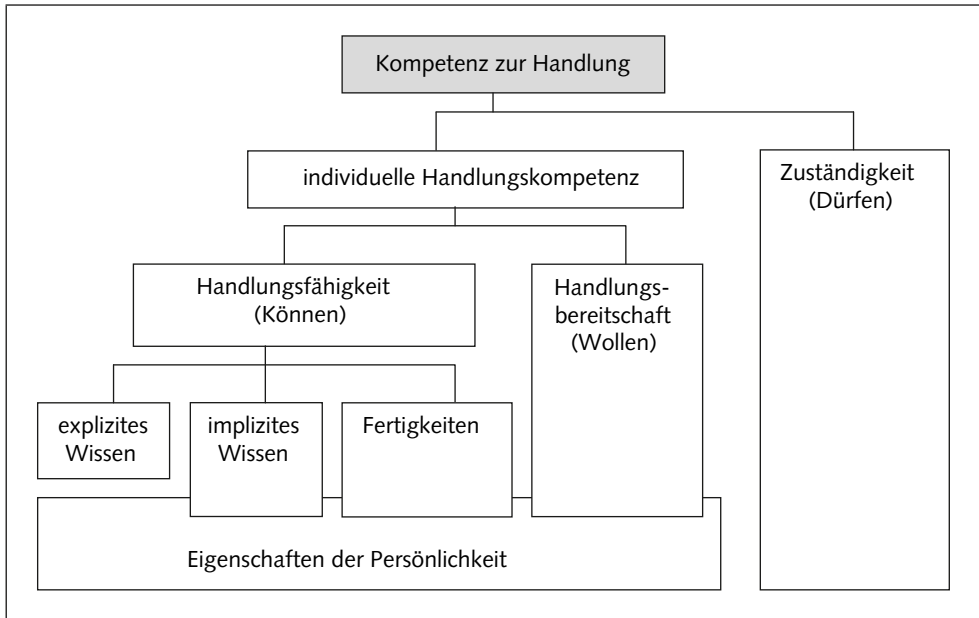 Kompetenz zur Handlung
individuelle Handlungskompetenz
Zuständigkeit
(Dürfen)
Handlungsfähigkeit
(Können)
Handlungs-
bereitschaft
(Wollen)
explizites
Wissen
implizites
Wissen
Fertigkeiten
Eigenschaften der Persönlichkeit